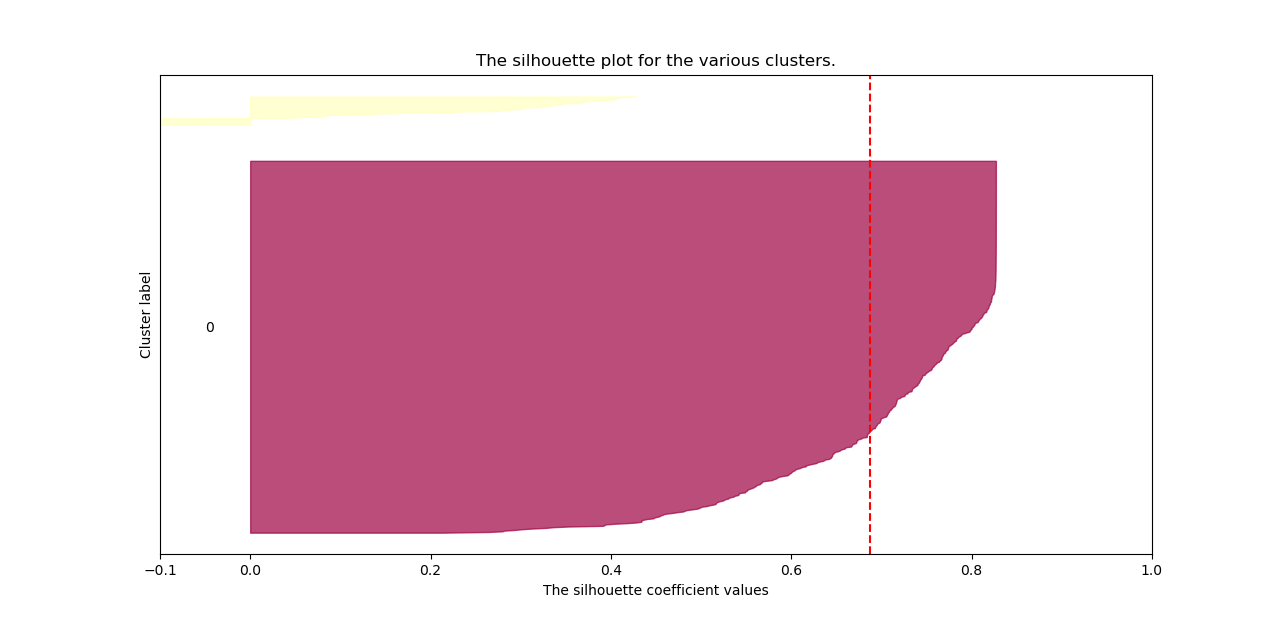 The silhouette plot for the various clusters.
Cluster label
0
−0.1 0.0 0.2 0.4 0.6 0.8 1.0
The silhouette coefficient values